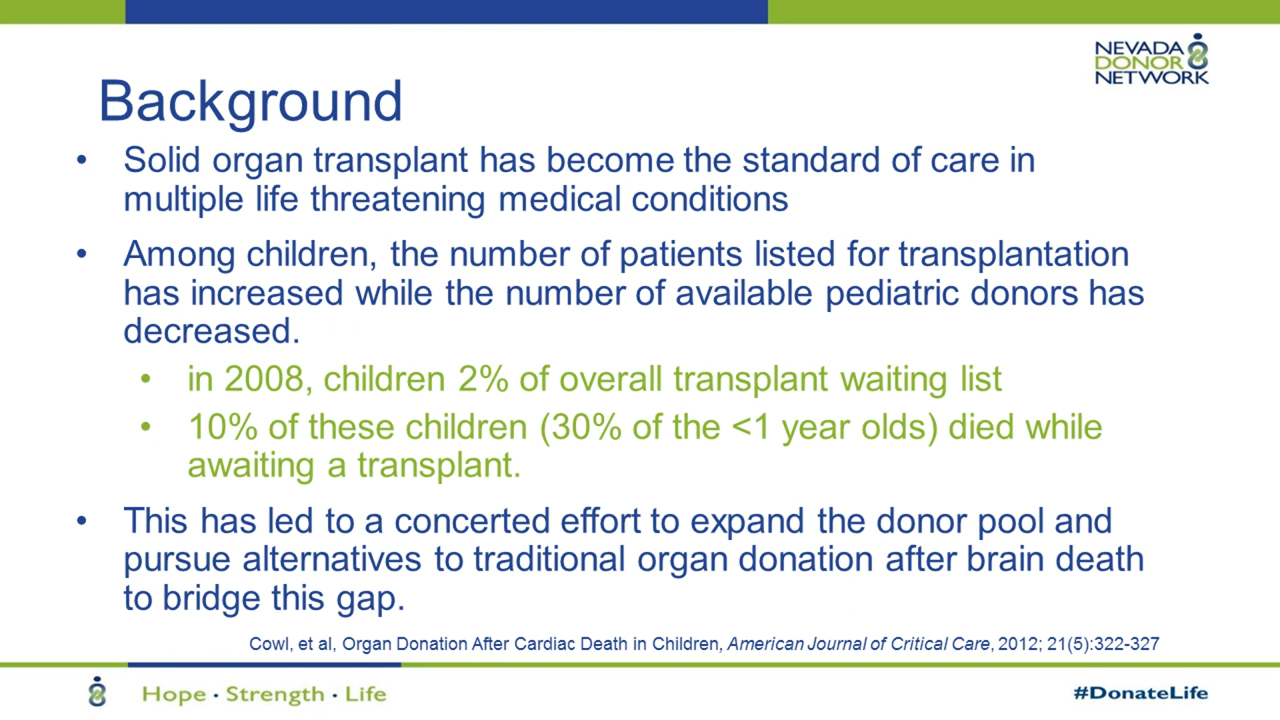 NEVADA
DONOR
NETWORK
Background
• Solid organ transplant has become the standard of care in
multiple life threatening medical conditions
• Among children, the number of patients listed for transplantation
has increased while the number of available pediatric donors has
decreased.
• in 2008, children 2% of overall transplant waiting list
• 10% of these children (30% of the <1 year olds) died while
awaiting a transplant.
• This has led to a concerted effort to expand the donor pool and
pursue alternatives to traditional organ donation after brain death
to bridge this gap.
Cowl, et al, Organ Donation After Cardiac Death in Children, American Journal of Critical Care, 2012; 21(5):322-327
Hope · Strength · Life
#DonateLife